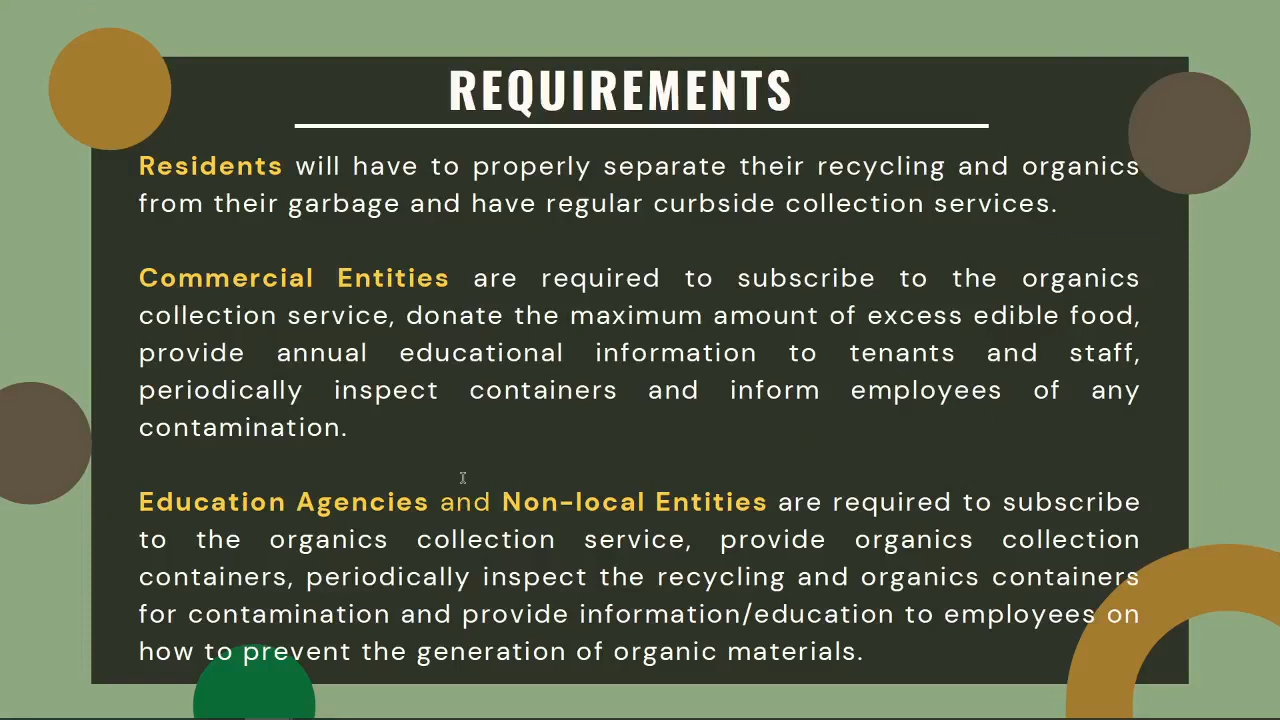 REQUIREMENTS
Residents will have to properly separate their recycling and organics
from their garbage and have regular curbside collection services.
Commercial Entities are required to subscribe to the organics
collection service, donate the maximum amount of excess edible food,
provide annual educational information to tenants and staff,
periodically inspect containers and inform employees of any
contamination.
Education Agencies and Non-local Entities are required to subscribe
to the organics collection service, provide organics collection
containers, periodically inspect the recycling and organics containers
for contamination and provide information/education to employees on
how to prevent the generation of organic materials.